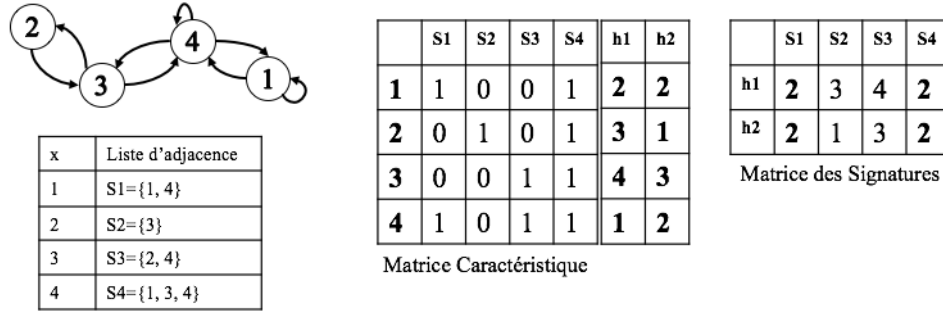 2
4
3
1
x Liste d'adjacence
1 S1={1, 4}
2 S2={3}
3 S3={2, 4}
4 S4={1, 3, 4}
S1 S2 S3 S4 h1 h2
1 1 0 0 1 2 2
2 0 1 0 1 3 1
3 0 0 1 1 4 3
4 1 0 1 1 1 2
Matrice Caractéristique
S1 S2 S3 S4
h1 2 3 4 2
h2 2 1 3 2
Matrice des Signatures